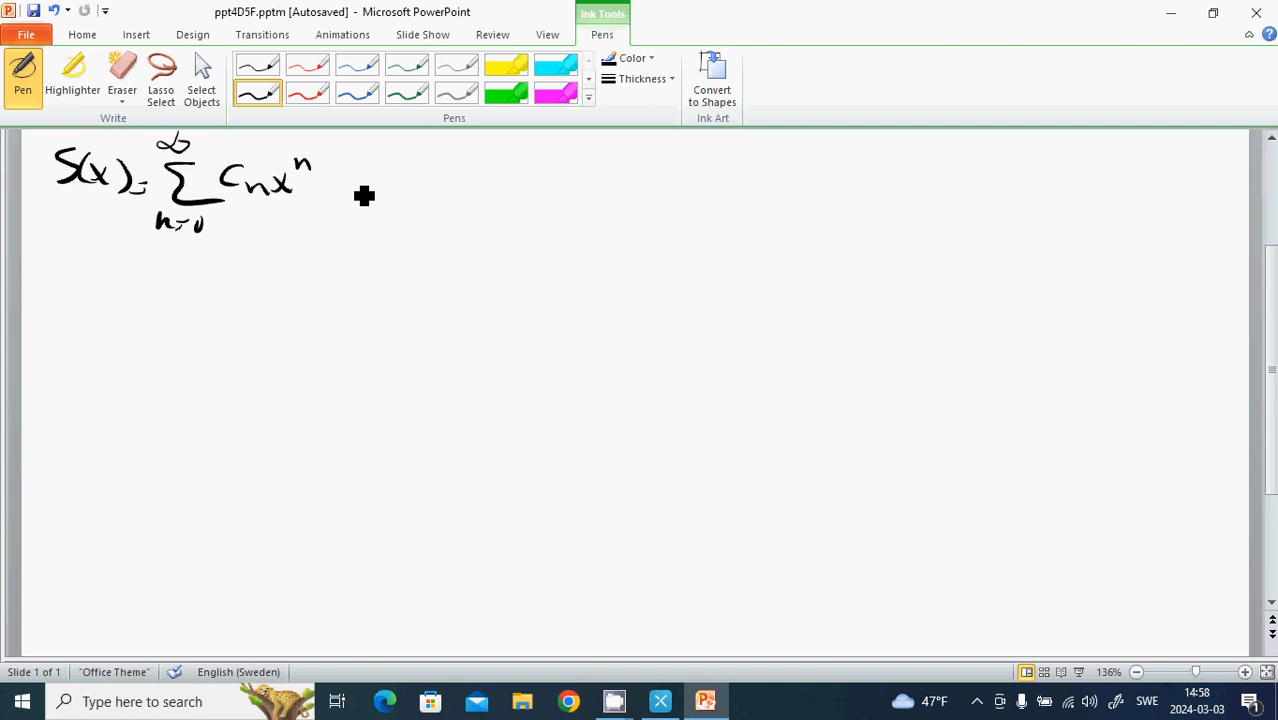 ppt4D5F.pptm [Autosaved] - Microsoft PowerPoint
Ink Tools
File Home Insert Design Transitions Animations Slide Show Review View Pens
Pen Highlighter Eraser Lasso Select Select Objects
Color
Thickness
Convert to Shapes
Write Pens Ink Art
S(x) = ∑_{n=0}^{∞} c_n x^n
Slide 1 of 1 "Office Theme" English (Sweden) 136%
Type here to search 47°F SWE 14:58 2024-03-03 1